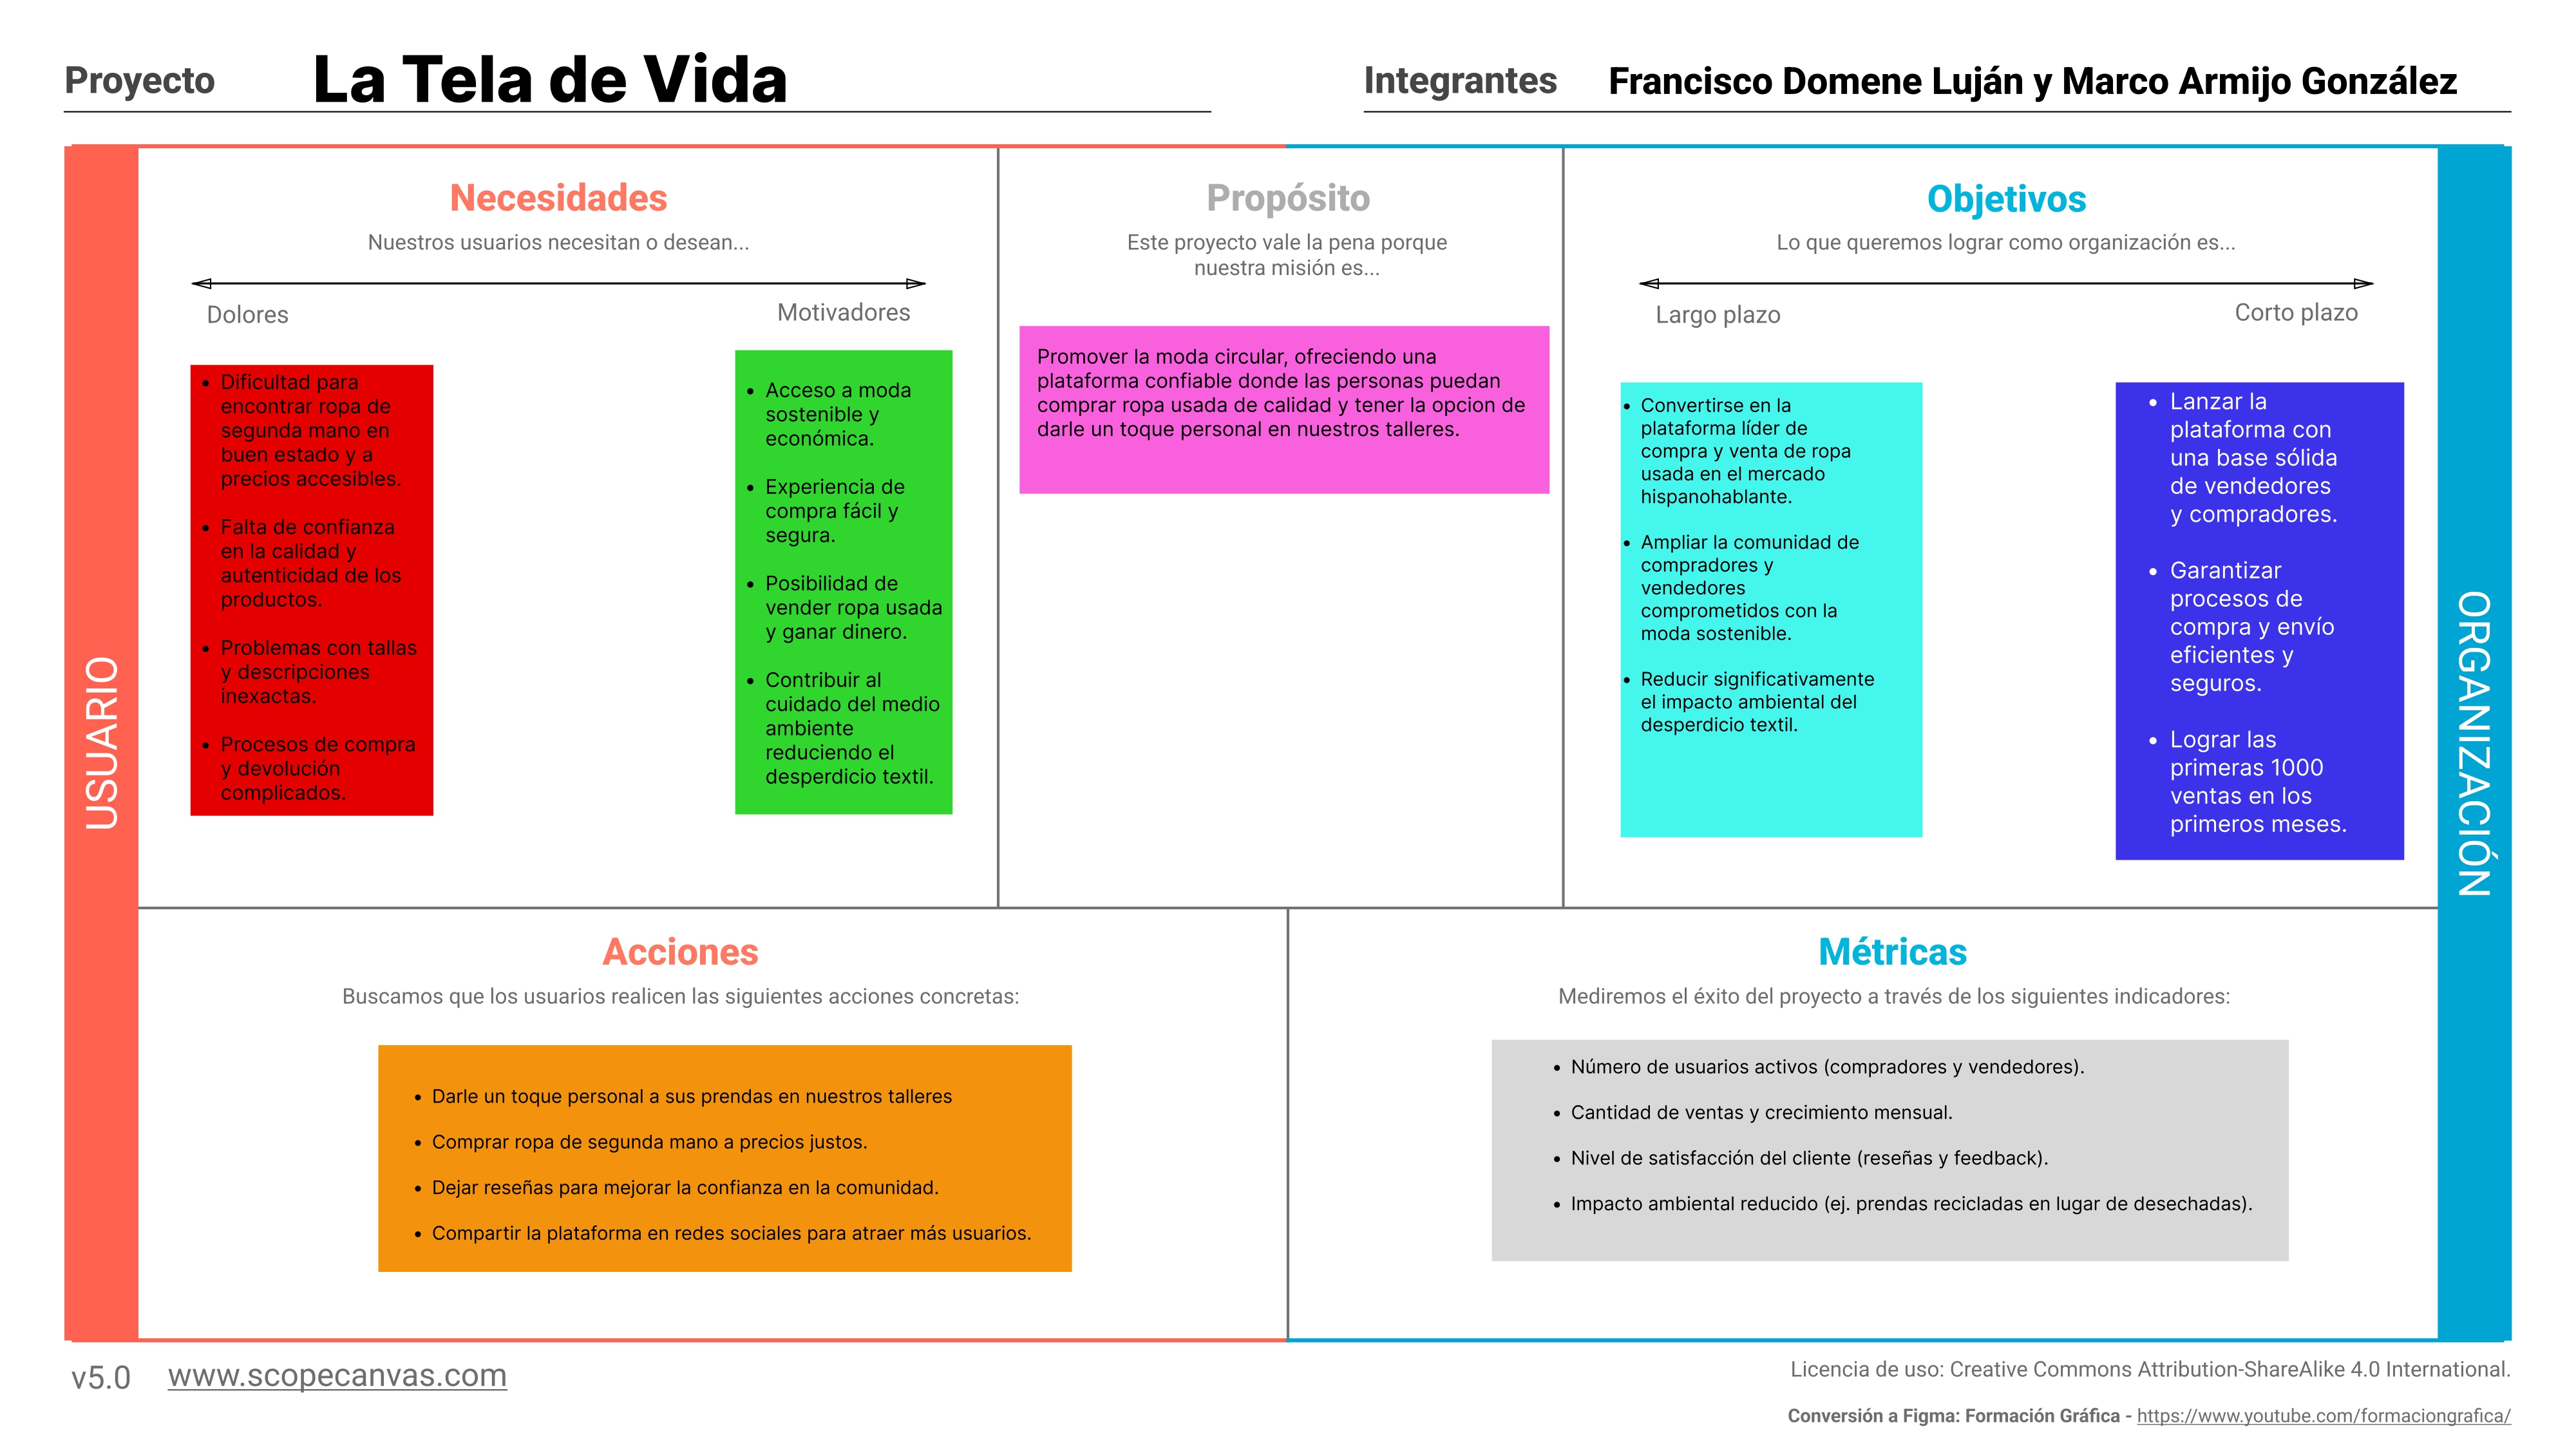 Proyecto La Tela de Vida
Integrantes Francisco Domene Luján y Marco Armijo González
USUARIO
Necesidades
Nuestros usuarios necesitan o desean...
Dolores
Motivadores
• Dificultad para
encontrar ropa de
segunda mano en
buen estado y a
precios accesibles.
• Falta de confianza
en la calidad y
autenticidad de los
productos.
• Problemas con tallas
y descripciones
inexactas.
• Procesos de compra
y devolución
complicados.
• Acceso a moda
sostenible y
económica.
• Experiencia de
compra fácil y
segura.
• Posibilidad de
vender ropa usada
y ganar dinero.
• Contribuir al
cuidado del medio
ambiente
reduciendo el
desperdicio textil.
Propósito
Este proyecto vale la pena porque
nuestra misión es...
Promover la moda circular, ofreciendo una
plataforma confiable donde las personas puedan
comprar ropa usada de calidad y tener la opcion de
darle un toque personal en nuestros talleres.
Objetivos
Lo que queremos lograr como organización es...
Largo plazo
Corto plazo
• Convertirse en la
plataforma líder de
compra y venta de ropa
usada en el mercado
hispanohablante.
• Ampliar la comunidad de
compradores y
vendedores
comprometidos con la
moda sostenible.
• Reducir significativamente
el impacto ambiental del
desperdicio textil.
• Lanzar la
plataforma con
una base sólida
de vendedores
y compradores.
• Garantizar
procesos de
compra y envío
eficientes y
seguros.
• Lograr las
primeras 1000
ventas en los
primeros meses.
ORGANIZACIÓN
Acciones
Buscamos que los usuarios realicen las siguientes acciones concretas:
• Darle un toque personal a sus prendas en nuestros talleres
• Comprar ropa de segunda mano a precios justos.
• Dejar reseñas para mejorar la confianza en la comunidad.
• Compartir la plataforma en redes sociales para atraer más usuarios.
Métricas
Mediremos el éxito del proyecto a través de los siguientes indicadores:
• Número de usuarios activos (compradores y vendedores).
• Cantidad de ventas y crecimiento mensual.
• Nivel de satisfacción del cliente (reseñas y feedback).
• Impacto ambiental reducido (ej. prendas recicladas en lugar de desechadas).
v5.0 www.scopecanvas.com
Licencia de uso: Creative Commons Attribution-ShareAlike 4.0 International.
Conversión a Figma: Formación Gráfica - https://www.youtube.com/formaciongrafica/